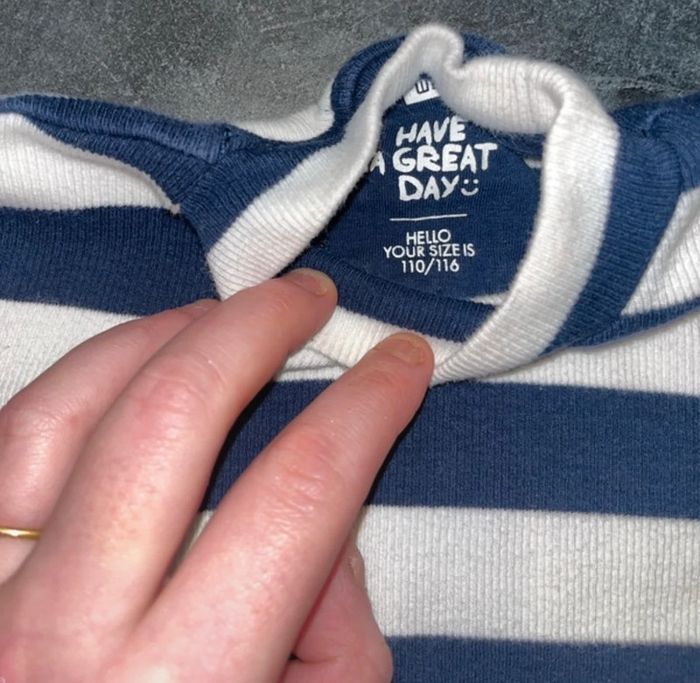 HAVE
A GREAT
DAY
HELLO
YOUR SIZE IS
110/116